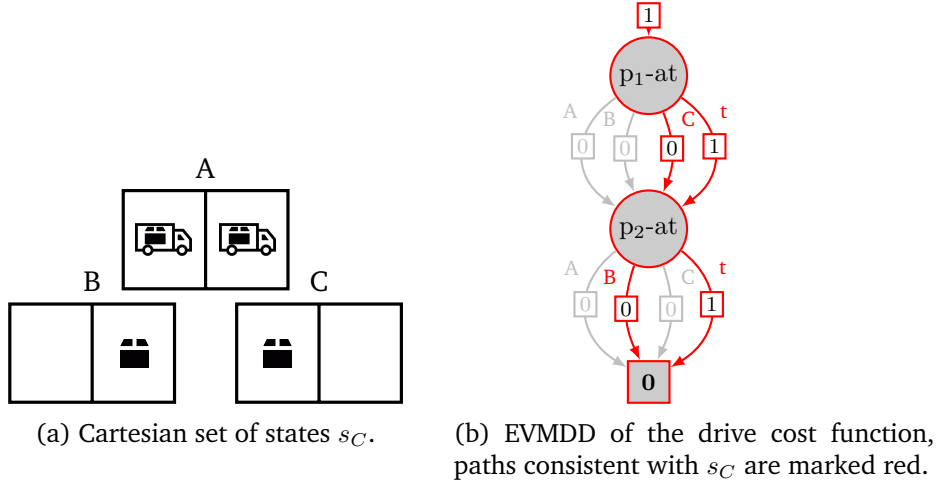 A
B
C
(a) Cartesian set of states s_C.
1
p₁-at
A
B
C
t
0
0
0
1
p₂-at
A
B
C
t
0
0
0
1
0
(b) EVMDD of the drive cost function,
paths consistent with s_C are marked red.